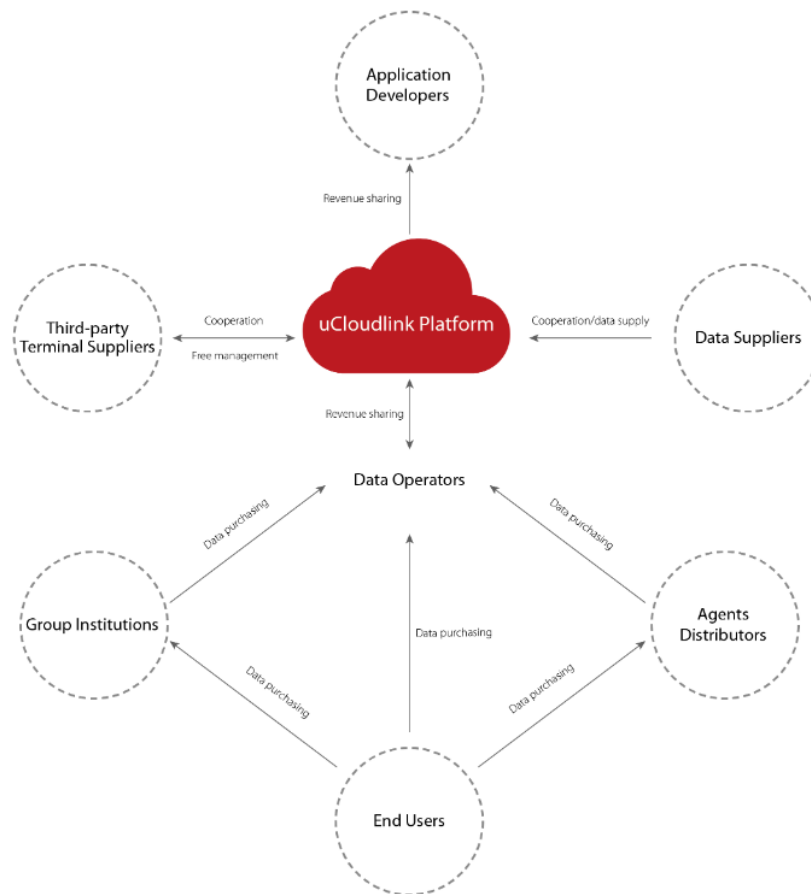 Application
Developers
Revenue sharing
uCloudlink Platform
Third-party
Terminal Suppliers
Cooperation
Free management
Cooperation/data supply
Data Suppliers
Revenue sharing
Data Operators
Data purchasing
Data purchasing
Group Institutions
Agents
Distributors
Data purchasing
Data purchasing
Data purchasing
End Users